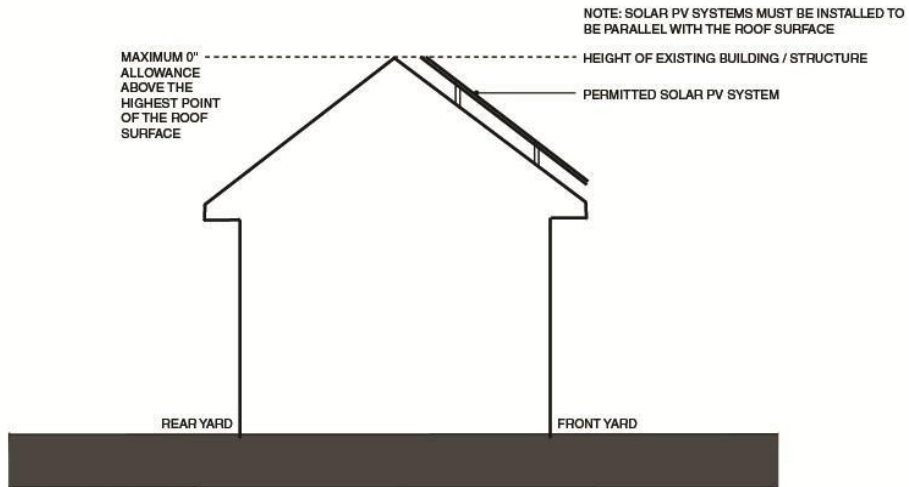 NOTE: SOLAR PV SYSTEMS MUST BE INSTALLED TO
BE PARALLEL WITH THE ROOF SURFACE
MAXIMUM 0"
ALLOWANCE
ABOVE THE
HIGHEST POINT
OF THE ROOF
SURFACE
HEIGHT OF EXISTING BUILDING / STRUCTURE
PERMITTED SOLAR PV SYSTEM
REAR YARD
FRONT YARD